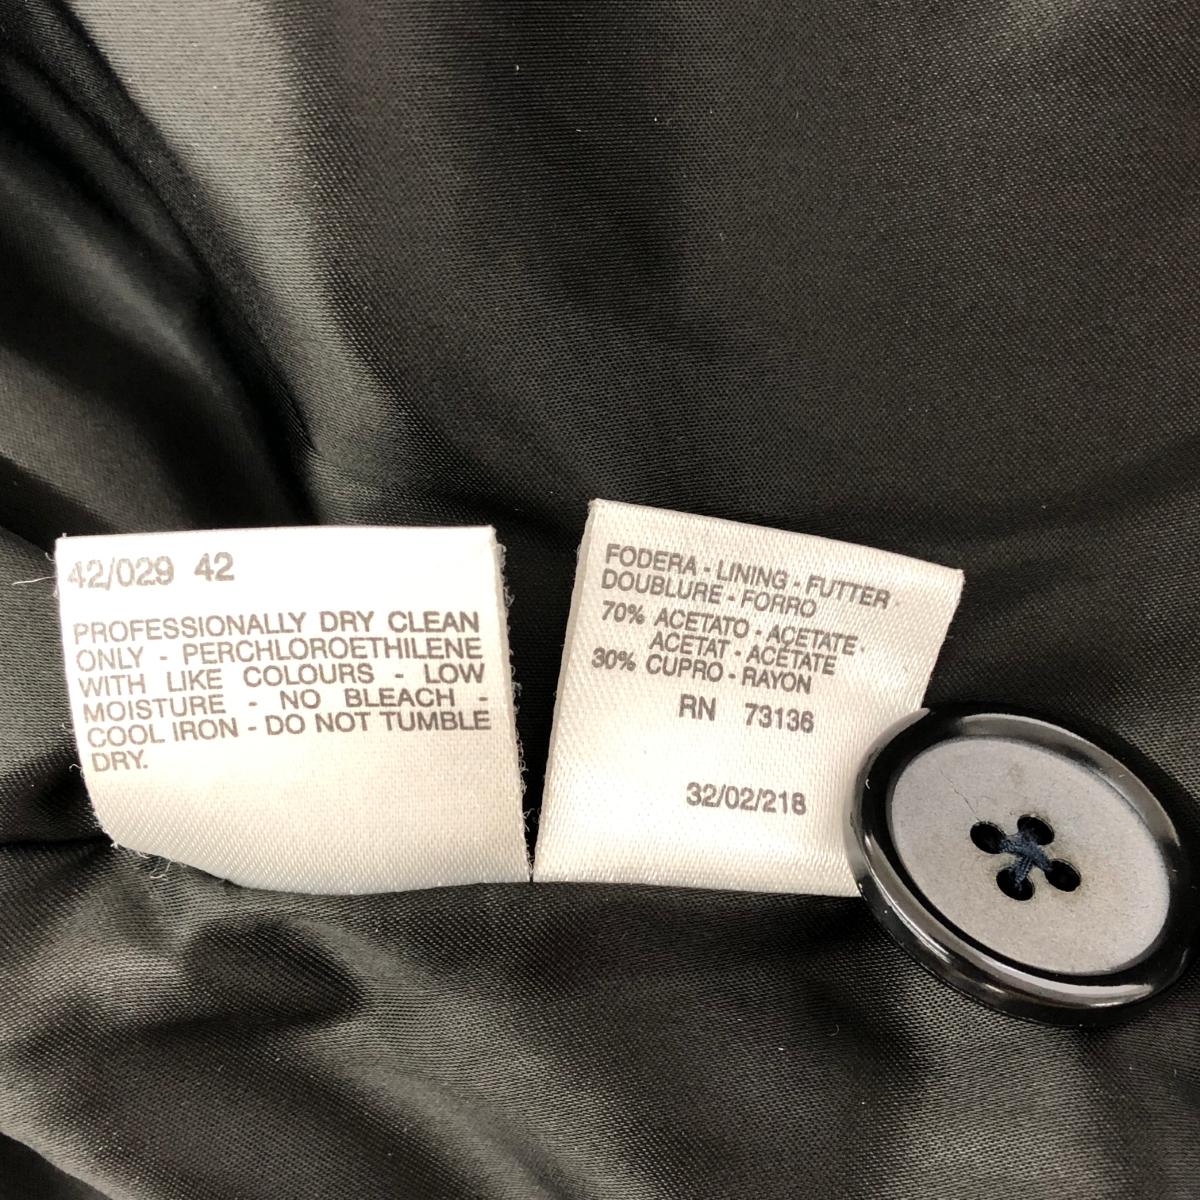 42/029 42
PROFESSIONALLY DRY CLEAN
ONLY - PERCHLOROETHILENE
WITH LIKE COLOURS - LOW
MOISTURE - NO BLEACH -
COOL IRON - DO NOT TUMBLE
DRY.
FODERA - LINING - FUTTER -
DOUBLURE - FORRO
70% ACETATO - ACETATE -
ACETAT - ACETATE
30% CUPRO - RAYON
RN 73136
32/02/218